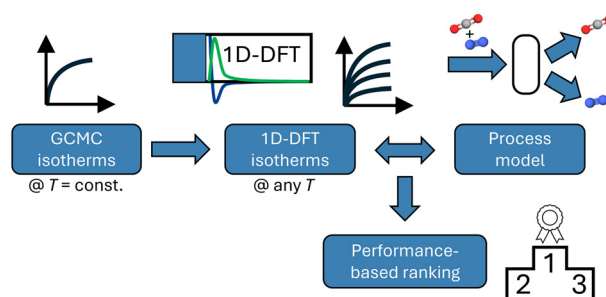 1D-DFT
+
GCMC
isotherms
@ T = const.
1D-DFT
isotherms
@ any T
Process
model
Performance-
based ranking
1
2
3